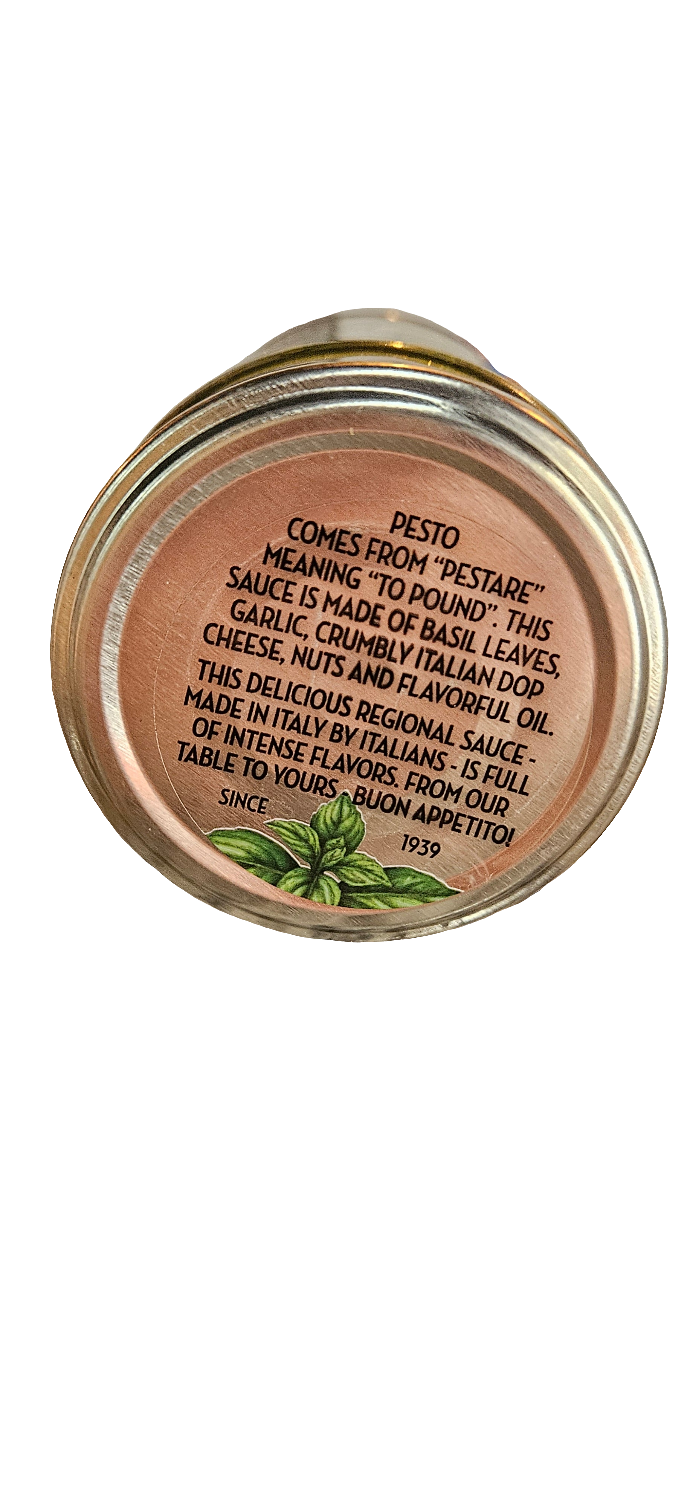 PESTO
COMES FROM “PESTARE”
MEANING “TO POUND”. THIS
SAUCE IS MADE OF BASIL LEAVES,
GARLIC, CRUMBLY ITALIAN DOP
CHEESE, NUTS AND FLAVORFUL OIL.
THIS DELICIOUS REGIONAL SAUCE -
MADE IN ITALY BY ITALIANS - IS FULL
OF INTENSE FLAVORS. FROM OUR
TABLE TO YOURS. BUON APPETITO!
SINCE 1939